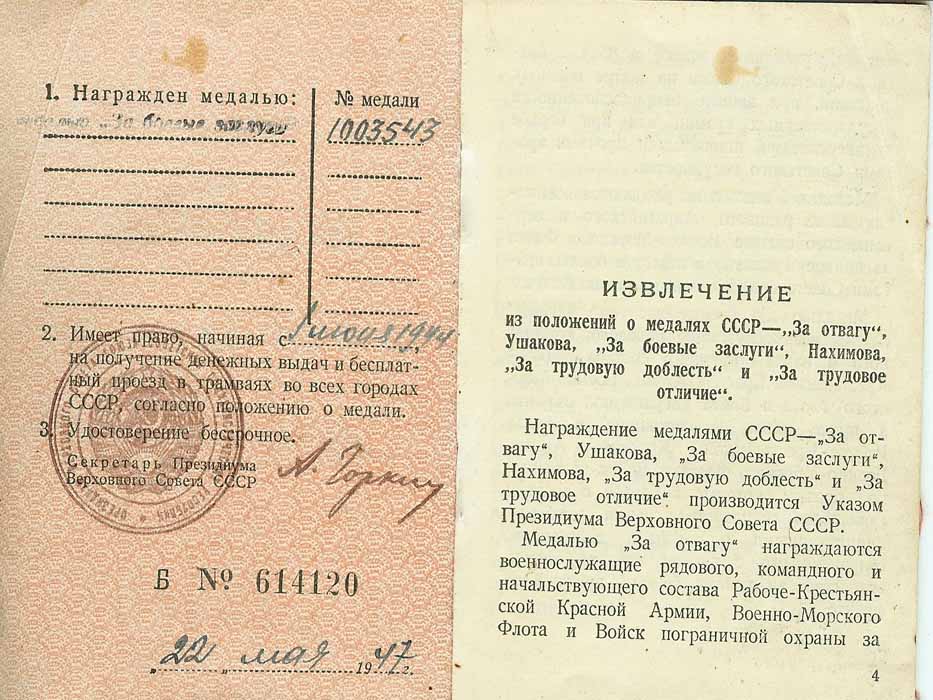 1. Награжден медалью:
„За боевые заслуги“
№ медали
1003543
2. Имеет право, начиная с 1 1944,
на получение денежных выдач и бесплат-
ный проезд в трамваях во всех городах
СССР, согласно положению о медали.
3. Удостоверение бессрочное.
Секретарь Президиума
Верховного Совета СССР
А. Горкин
Б № 614120
„22„ мая 1947 г.
ИЗВЛЕЧЕНИЕ
из положений о медалях СССР—„За отвагу“,
Ушакова, „За боевые заслуги“, Нахимова,
„За трудовую доблесть“ и „За трудовое
отличие“.
Награждение медалями СССР—„За от-
вагу“, Ушакова, „За боевые заслуги“,
Нахимова, „За трудовую доблесть“ и „За
трудовое отличие“ производится Указом
Президиума Верховного Совета СССР.
Медалью „За отвагу“ награждаются
военнослужащие рядового, командного и
начальствующего состава Рабоче-Крестьян-
ской Красной Армии, Военно-Морского
Флота и Войск пограничной охраны за
4